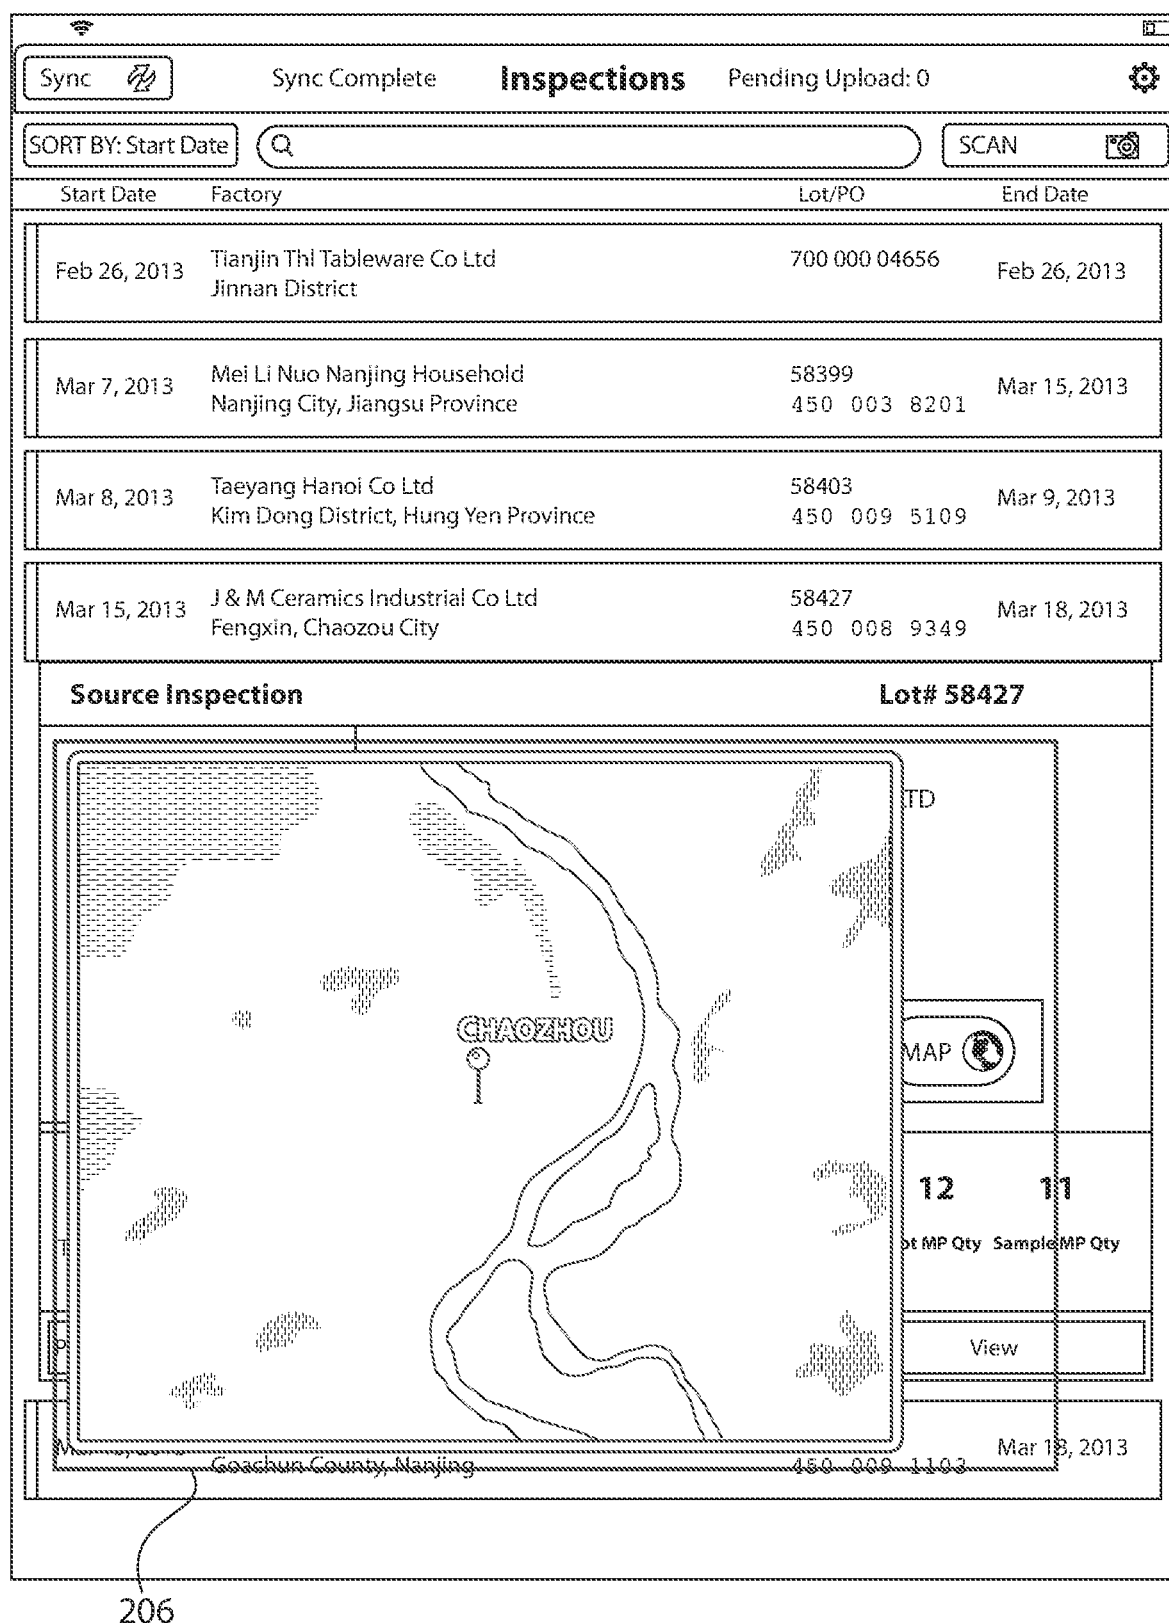 Sync Sync Complete Inspections Pending Upload: 0
SORT BY: Start Date SCAN
Start Date Factory Lot/PO End Date
Feb 26, 2013 Tianjin Thl Tableware Co Ltd 700 000 04656 Feb 26, 2013
Jinnan District
Mar 7, 2013 Mei Li Nuo Nanjing Household 58399 Mar 15, 2013
Nanjing City, Jiangsu Province 450 003 8201
Mar 8, 2013 Taeyang Hanoi Co Ltd 58403 Mar 9, 2013
Kim Dong District, Hung Yen Province 450 009 5109
Mar 15, 2013 J & M Ceramics Industrial Co Ltd 58427 Mar 18, 2013
Fengxin, Chaozou City 450 008 9349
Source Inspection Lot# 58427
TD
CHAOZHOU
MAP
12 11
ot MP Qty Sample MP Qty
View
Mar 18, 2013
Goachun County, Nanjing 450 009 1103
206